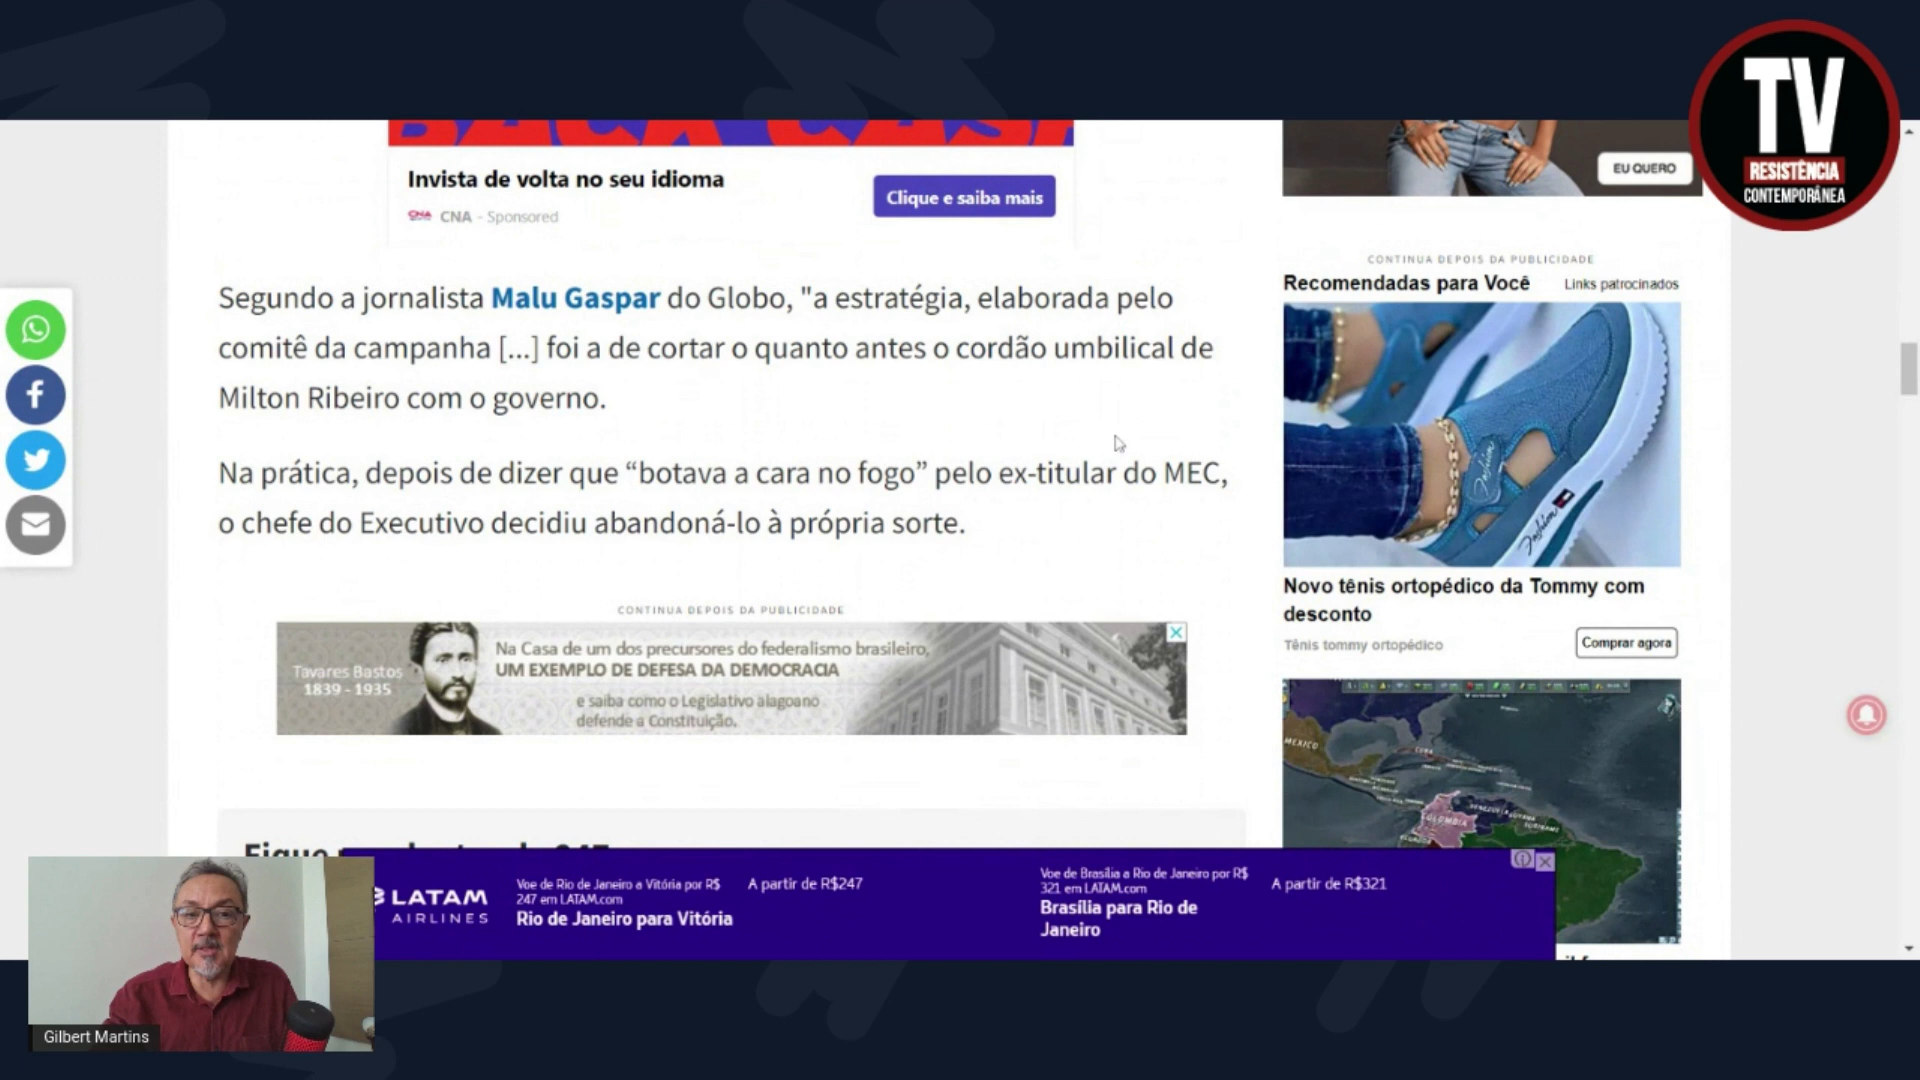 TV
RESISTÊNCIA
CONTEMPORÂNEA
Invista de volta no seu idioma
CNA CNA - Sponsored
Clique e saiba mais
EU QUERO
Segundo a jornalista Malu Gaspar do Globo, "a estratégia, elaborada pelo
comitê da campanha [...] foi a de cortar o quanto antes o cordão umbilical de
Milton Ribeiro com o governo.
Na prática, depois de dizer que “botava a cara no fogo” pelo ex-titular do MEC,
o chefe do Executivo decidiu abandoná-lo à própria sorte.
CONTINUA DEPOIS DA PUBLICIDADE
Tavares Bastos
1839 - 1935
Na Casa de um dos precursores do federalismo brasileiro,
UM EXEMPLO DE DEFESA DA DEMOCRACIA
e saiba como o Legislativo alagoano
defende a Constituição.
CONTINUA DEPOIS DA PUBLICIDADE
Recomendadas para Você
Links patrocinados
Fashion
Fashion
Novo tênis ortopédico da Tommy com
desconto
Tênis tommy ortopédico
Comprar agora
MEXICO
CUBA
VENEZUELA
COLOMBIA
LATAM
AIRLINES
Voe de Rio de Janeiro a Vitória por R$
247 em LATAM.com
Rio de Janeiro para Vitória
A partir de R$247
Voe de Brasília a Rio de Janeiro por R$
321 em LATAM.com
Brasília para Rio de
Janeiro
A partir de R$321
Gilbert Martins